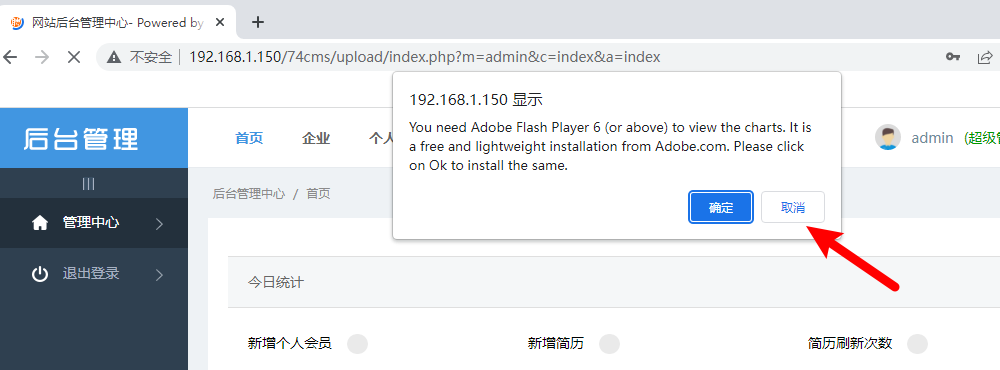 网站后台管理中心- Powered by
不安全 192.168.1.150/74cms/upload/index.php?m=admin&c=index&a=index
192.168.1.150 显示
You need Adobe Flash Player 6 (or above) to view the charts. It is
a free and lightweight installation from Adobe.com. Please click
on Ok to install the same.
确定 取消
后台管理 首页 企业 个 admin (超级
后台管理中心 / 首页
管理中心
退出登录
今日统计
新增个人会员 新增简历 简历刷新次数